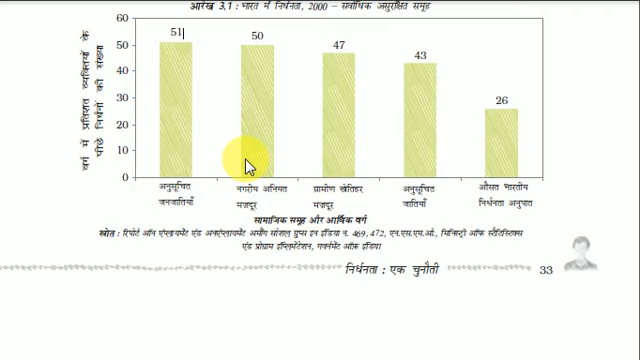 आरेख 3.1 : भारत में निर्धनता, 2000 – सर्वाधिक असुरक्षित समूह
वर्ग में प्रतिशत व्यक्तियों के
पीछे निर्धनों की संख्या
60
50
40
30
20
10
0
51
50
47
43
26
अनुसूचित
जनजातियाँ
नगरीय अनियत
मज़दूर
ग्रामीण खेतिहर
मज़दूर
अनुसूचित
जातियाँ
औसत भारतीय
निर्धनता अनुपात
सामाजिक समूह और आर्थिक वर्ग
स्रोत : रिपोर्ट ऑन एंप्लायमेंट एंड अनएंप्लायमेंट अमौंग सोशल ग्रुप्स इन इंडिया न. 469, 472, एन.एस.एम.ओ., मिनिस्ट्री ऑफ स्टैटिस्टिक्स
एंड प्रोग्राम इंप्लिमेंटेशन, गवर्नमेंट ऑफ इंडिया
निर्धनता : एक चुनौती 33